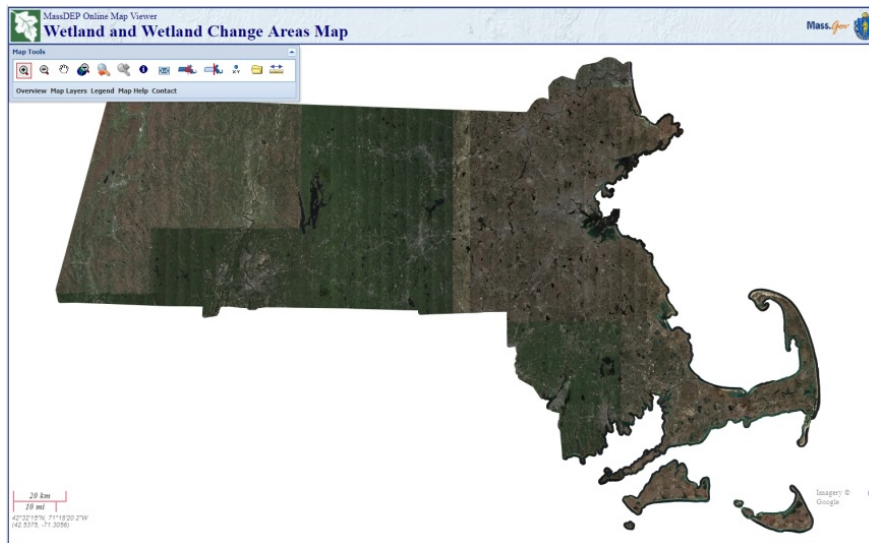 MassDEP Online Map Viewer
Wetland and Wetland Change Areas Map
Mass.Gov
Map Tools
XY
Overview Map Layers Legend Map Help Contact
20 km
10 mi
42°32'15"N, 71°18'20.2"W
(42.5375, -71.3056)
Imagery ©
Google